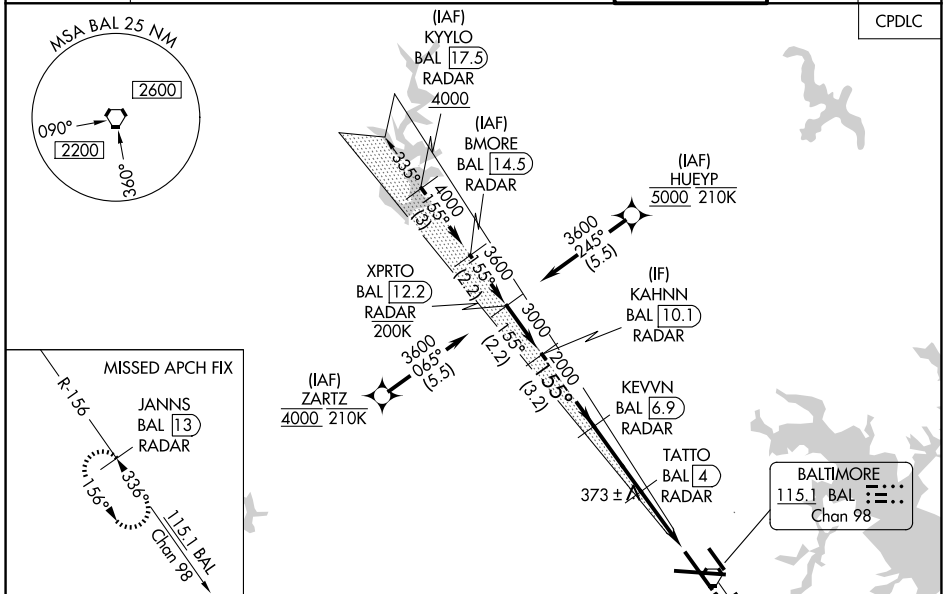 CPDLC
MSA BAL 25 NM
2600
090°
2200
360°
(IAF)
KYYLO
BAL 17.5
RADAR
4000
(IAF)
BMORE
BAL 14.5
RADAR
(IAF)
HUEYP
5000 210K
3600
245°
(5.5)
335°
4000
155°
(3)
3600
155°
(2.2)
XPRTO
BAL 12.2
RADAR
200K
3000
155°
(2.2)
(IF)
KAHNN
BAL 10.1
RADAR
2000
155°
(3.2)
3600
065°
(5.5)
(IAF)
ZARTZ
4000 210K
KEVVN
BAL 6.9
RADAR
TATTO
BAL 4
RADAR
373 ±
BALTIMORE
115.1 BAL
Chan 98
MISSED APCH FIX
R-156
JANNS
BAL 13
RADAR
336°
156°
115.1 BAL
Chan 98